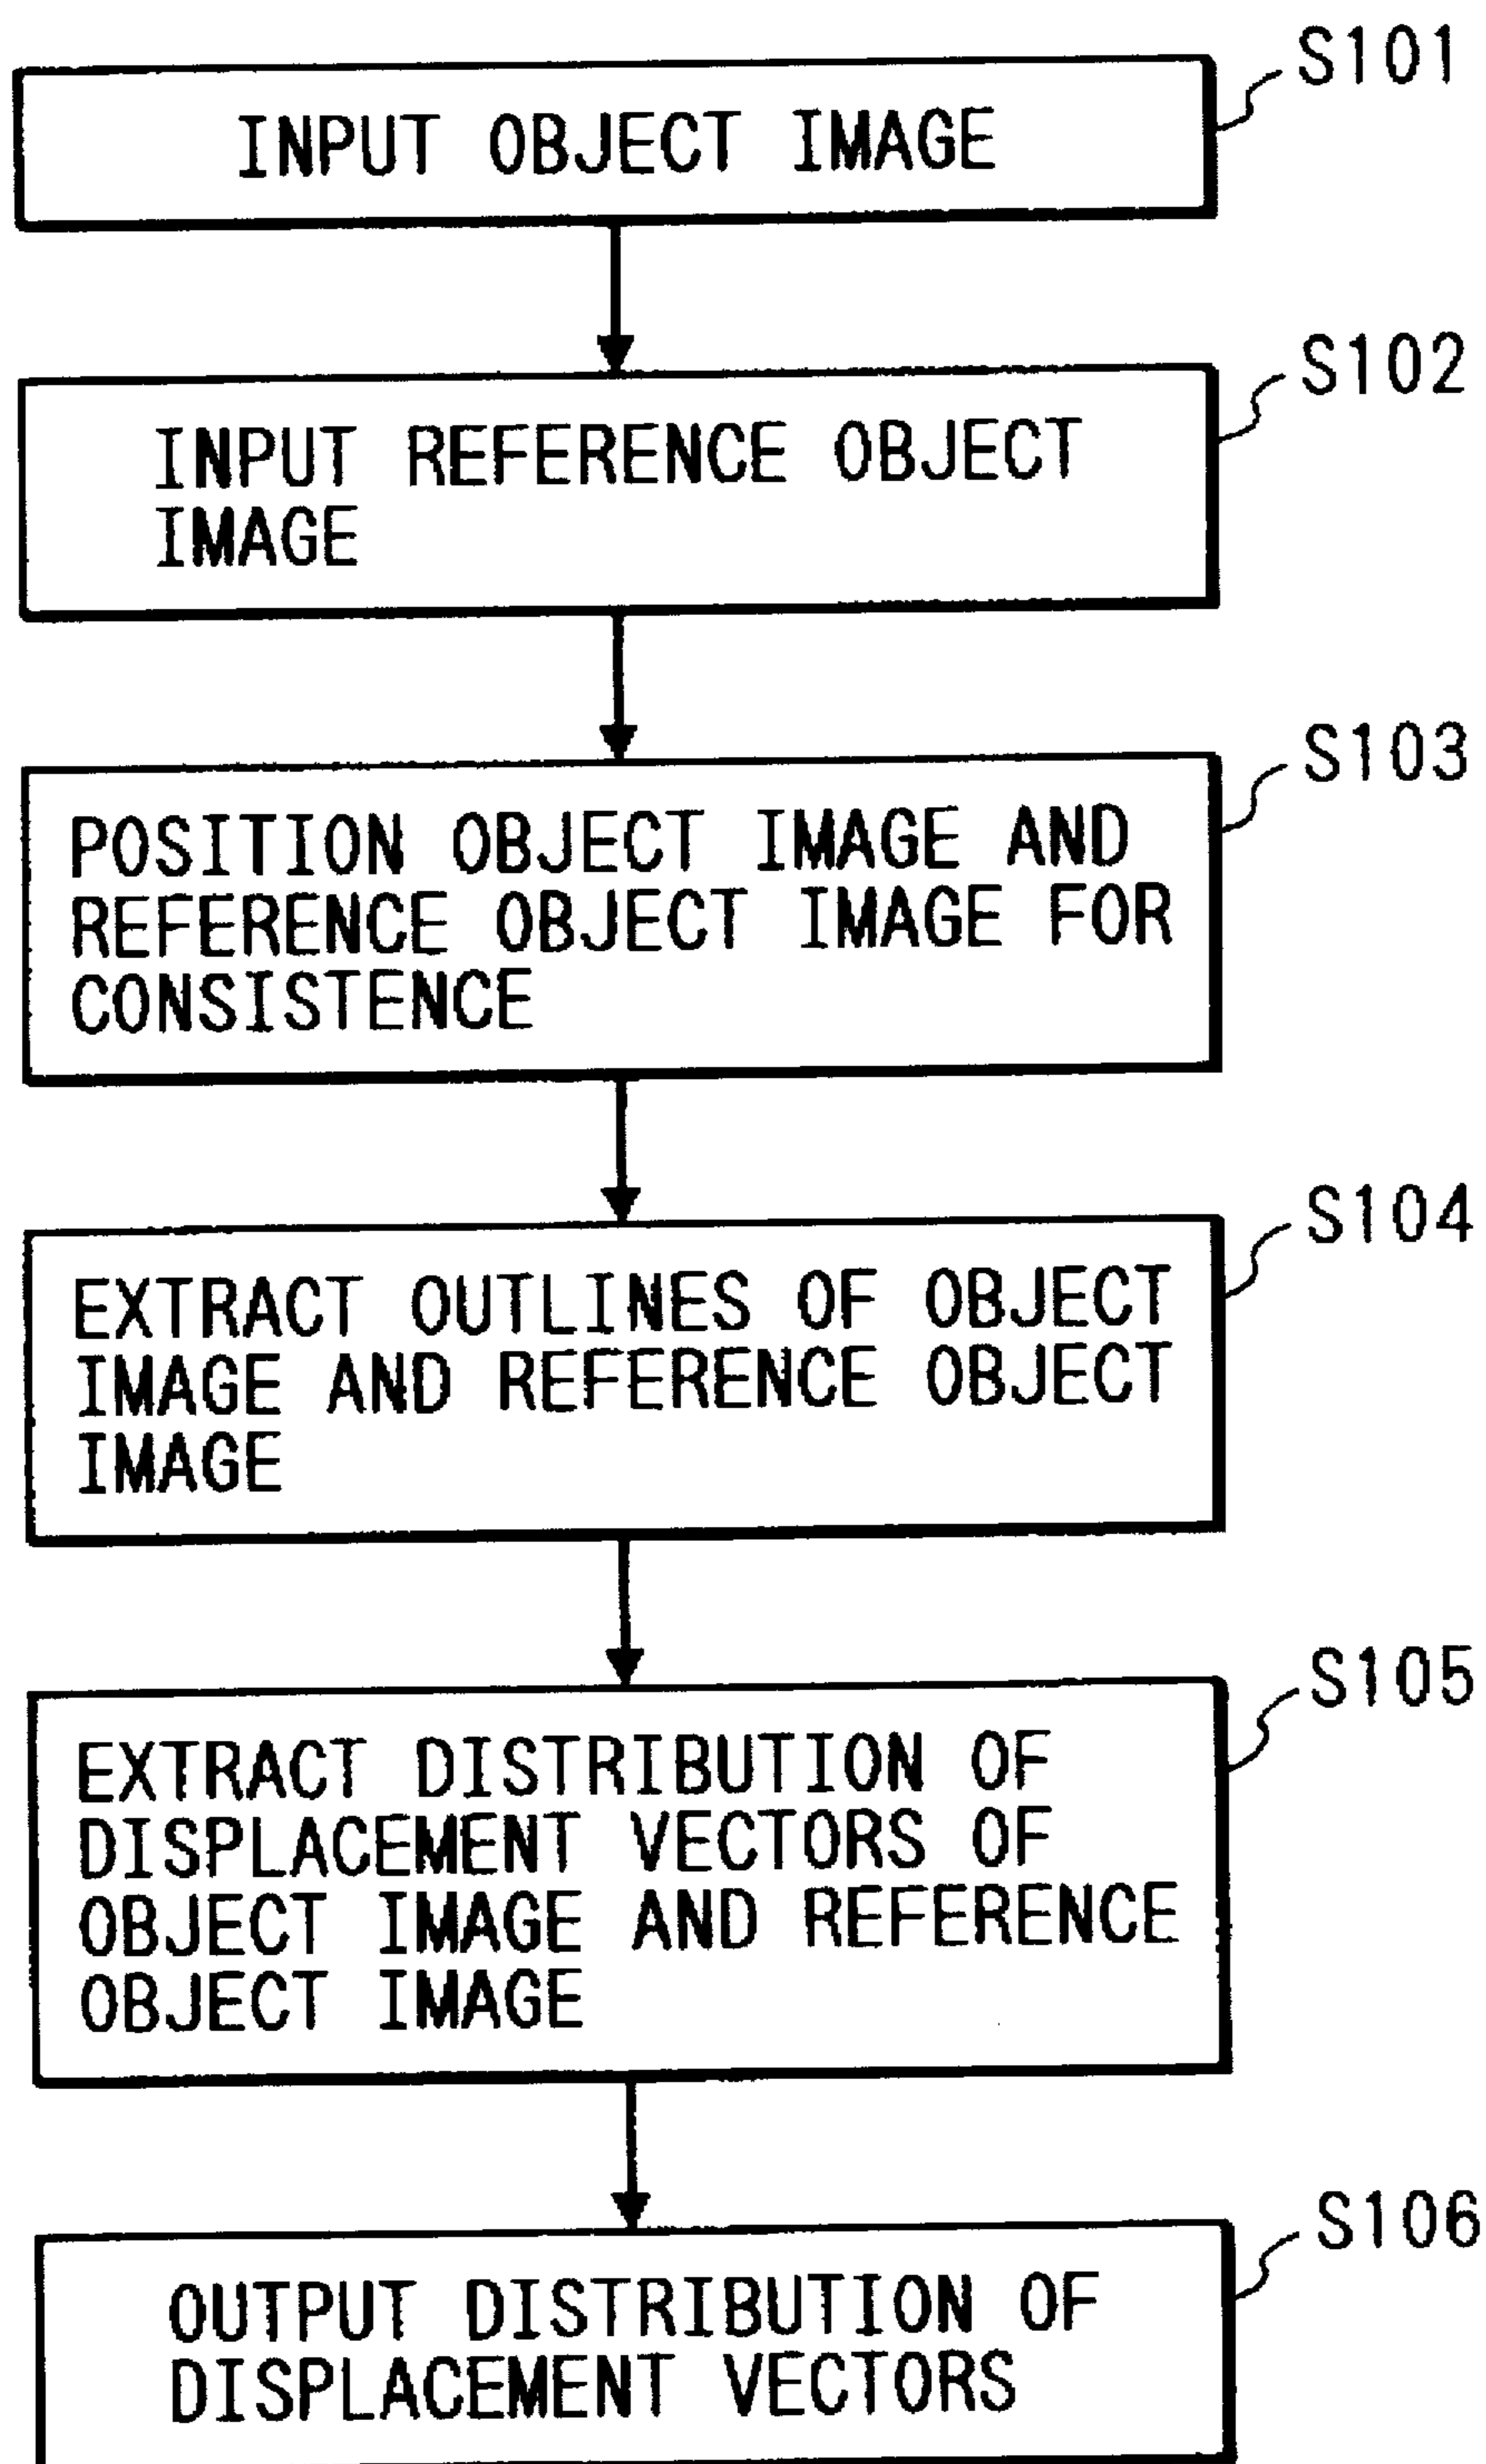 S101
INPUT OBJECT IMAGE
S102
INPUT REFERENCE OBJECT
IMAGE
S103
POSITION OBJECT IMAGE AND
REFERENCE OBJECT IMAGE FOR
CONSISTENCE
S104
EXTRACT OUTLINES OF OBJECT
IMAGE AND REFERENCE OBJECT
IMAGE
S105
EXTRACT DISTRIBUTION OF
DISPLACEMENT VECTORS OF
OBJECT IMAGE AND REFERENCE
OBJECT IMAGE
S106
OUTPUT DISTRIBUTION OF
DISPLACEMENT VECTORS